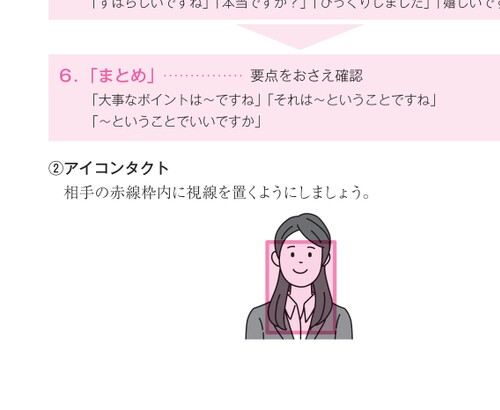 「すばらしいですね」「本当ですか？」「びっくりしました」「嬉しいです
6．「まとめ」 ‥‥‥‥‥‥‥ 要点をおさえ確認
「大事なポイントは～ですね」「それは～ということですね」
「～ということでいいですか」
②アイコンタクト
相手の赤線枠内に視線を置くようにしましょう。